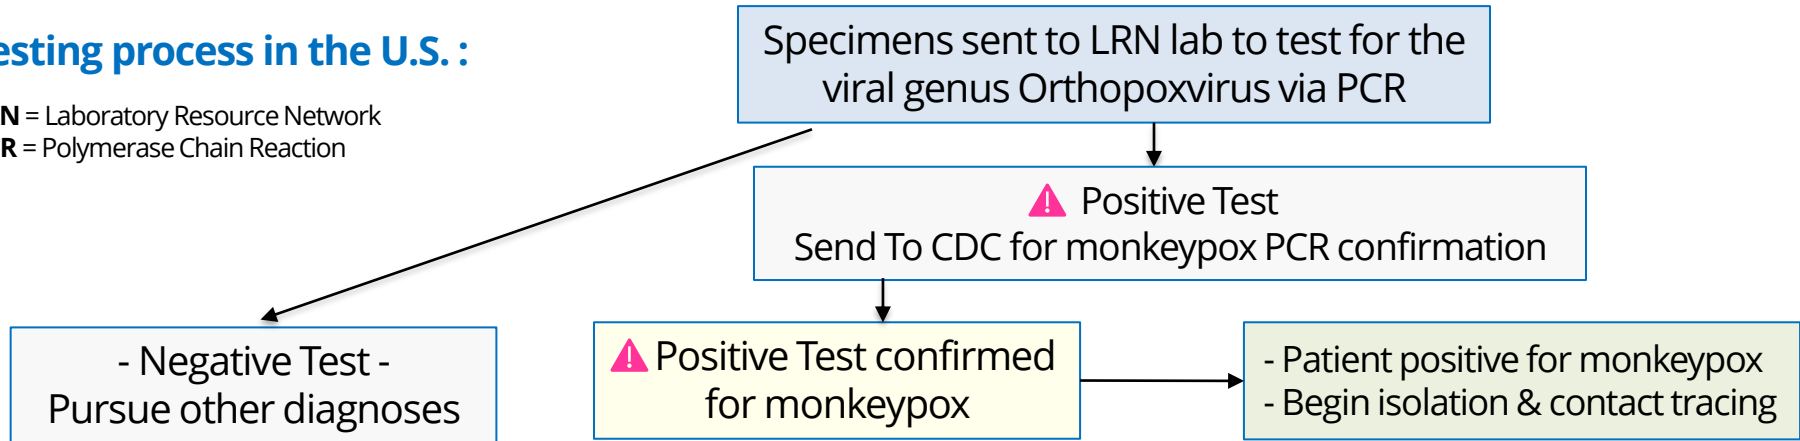 esting process in the U.S. :
N = Laboratory Resource Network
R = Polymerase Chain Reaction
Specimens sent to LRN lab to test for the
viral genus Orthopoxvirus via PCR
Positive Test
Send To CDC for monkeypox PCR confirmation
- Negative Test -
Pursue other diagnoses
Positive Test confirmed
for monkeypox
- Patient positive for monkeypox
- Begin isolation & contact tracing